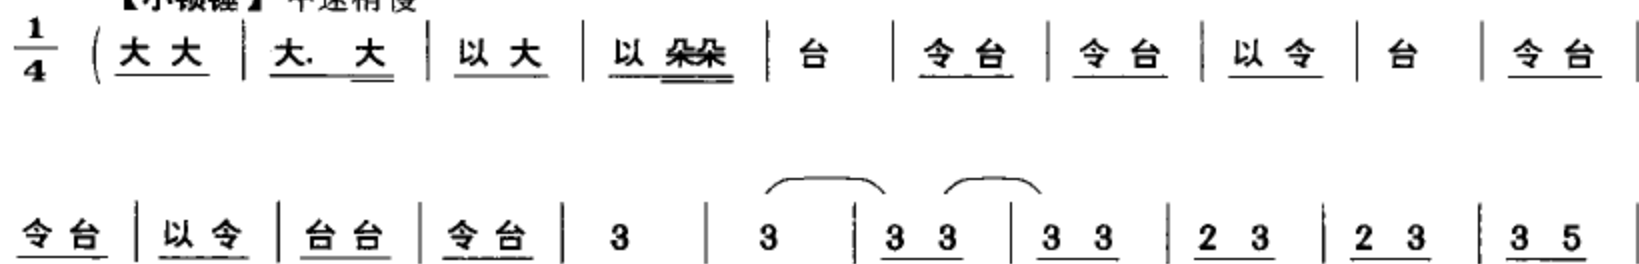 1/4 ( 大 大 | 大. 大 | 以 大 | 以 朵朵 | 台 | 令 台 | 令 台 | 以 令 | 台 | 令 台 |
令 台 | 以 令 | 台 台 | 令 台 | 3 | 3 | 3 3 | 3 3 | 2 3 | 2 3 | 3 5 |